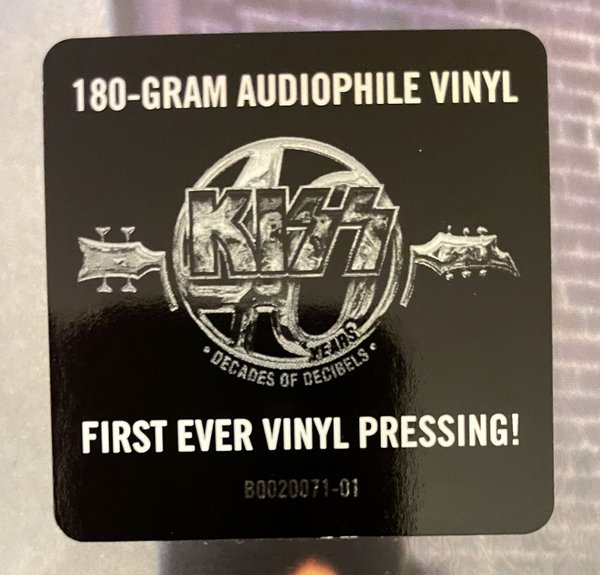 180-GRAM AUDIOPHILE VINYL
KISS
40
YEARS
• DECADES OF DECIBELS •
FIRST EVER VINYL PRESSING!
B0020071-01